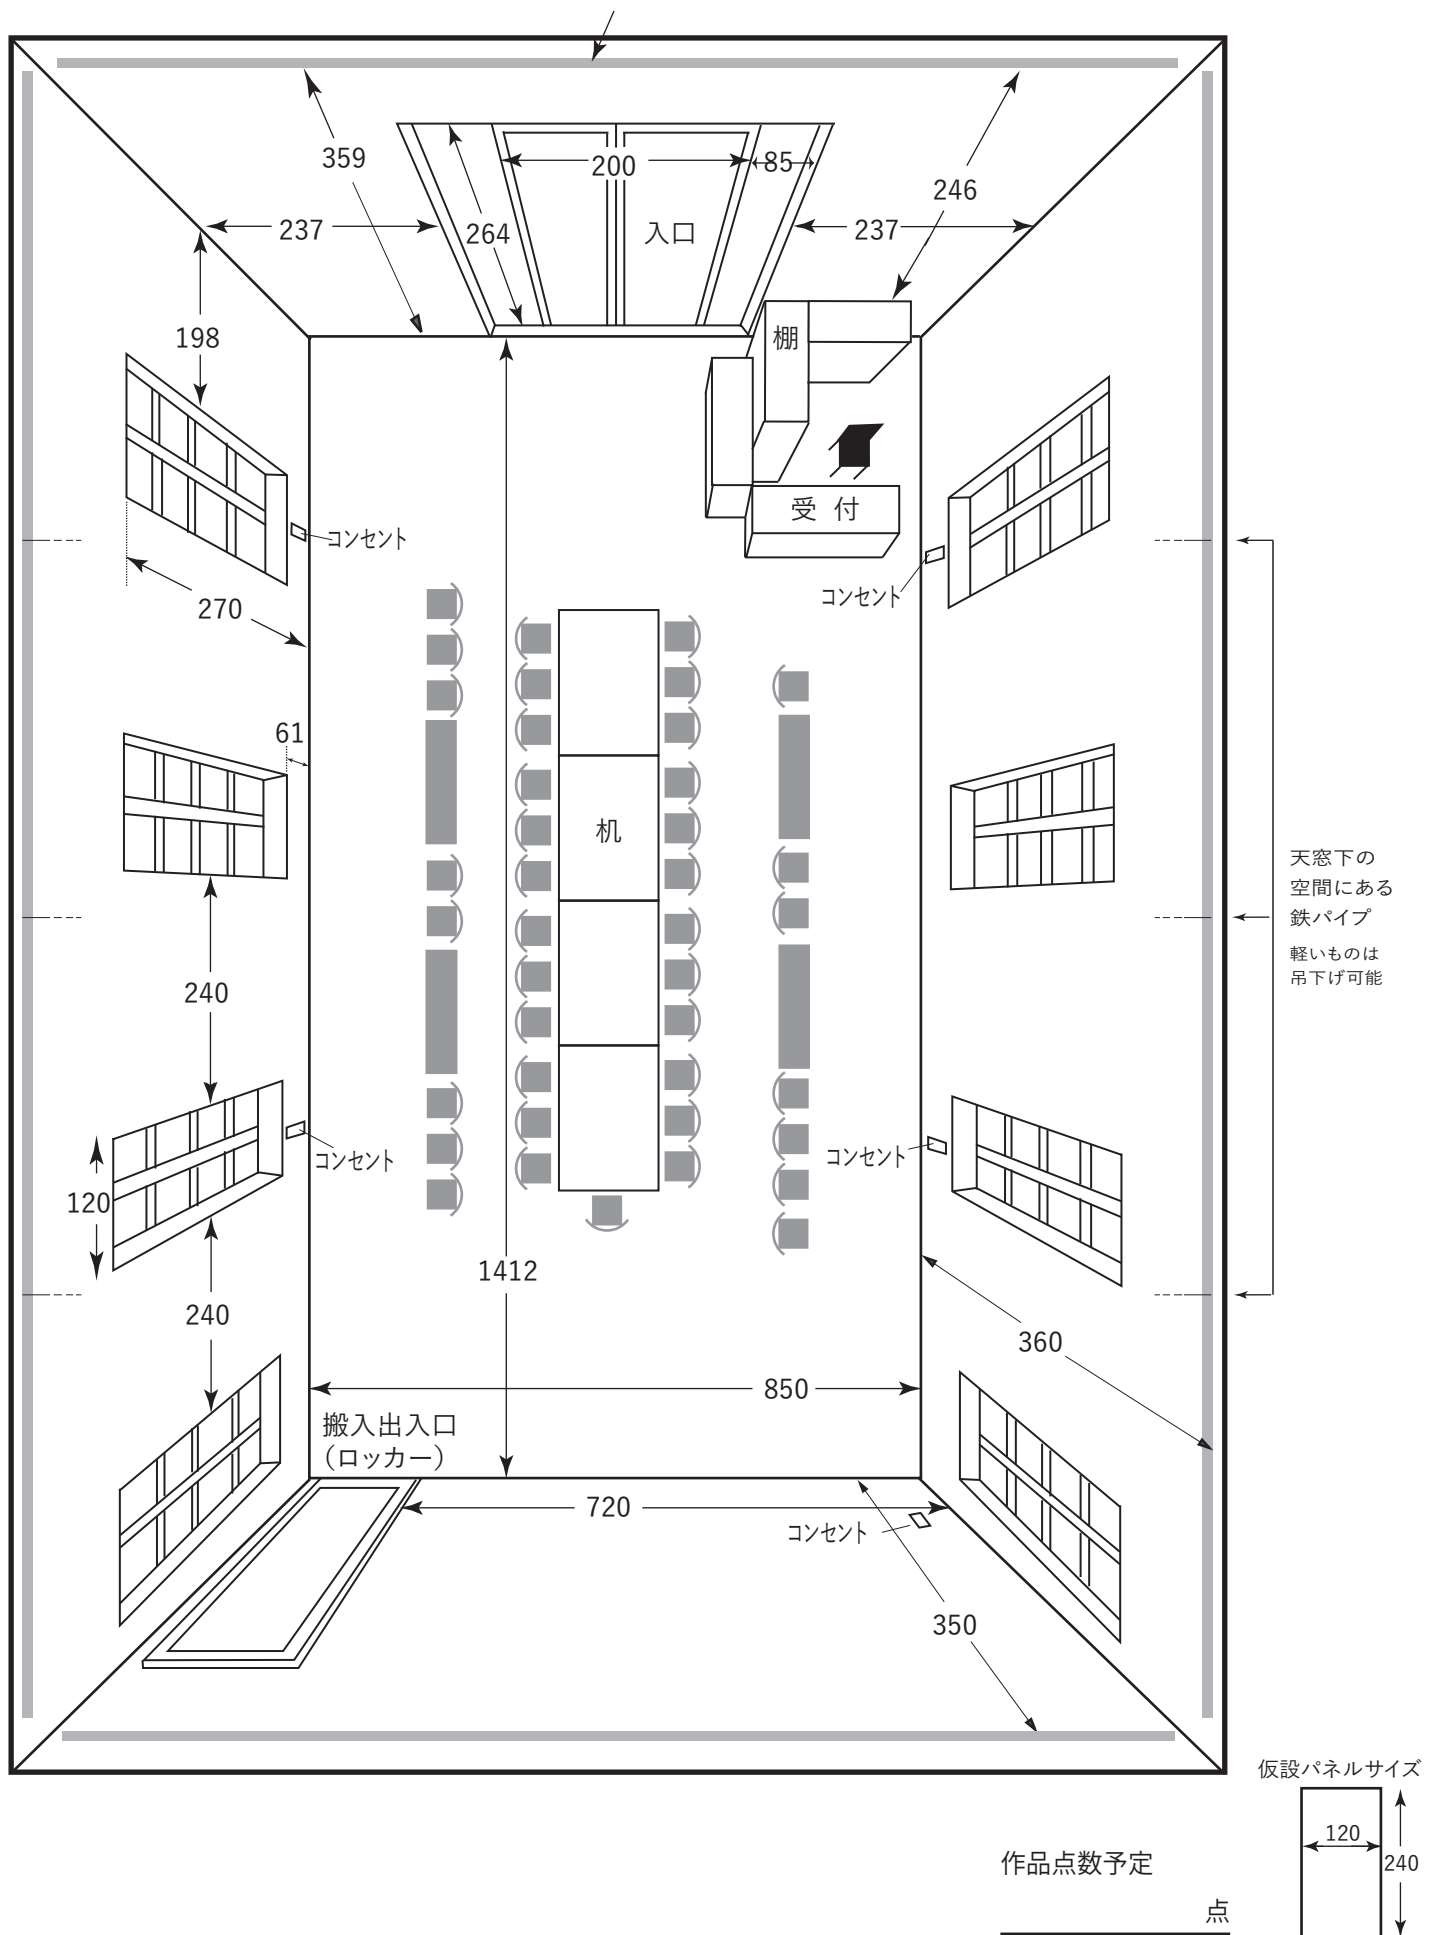 359
200
85
246
237
264
入口
237
198
棚
受付
コンセント
コンセント
270
61
机
天窓下の
空間にある
鉄パイプ
軽いものは
吊下げ可能
240
コンセント
コンセント
120
1412
240
360
850
搬入出入口
（ロッカー）
720
コンセント
350
仮設パネルサイズ
120
240
作品点数予定
点